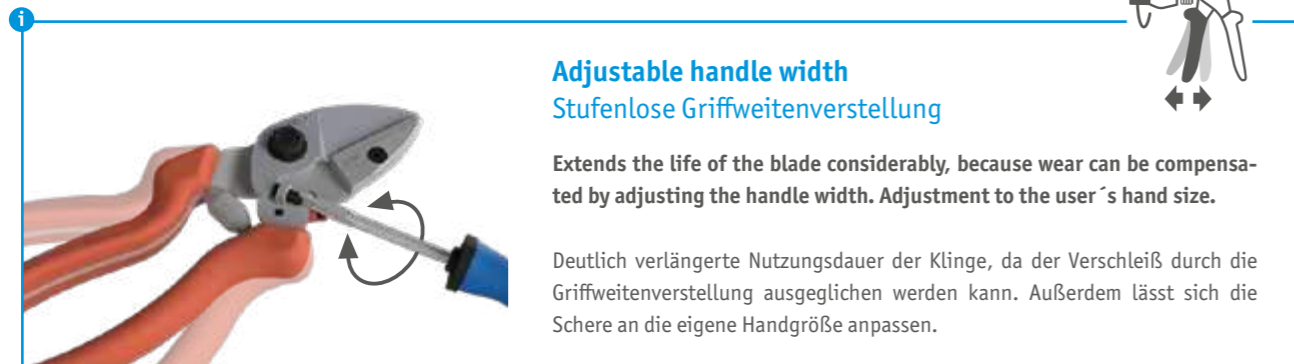 i
Adjustable handle width
Stufenlose Griffweitenverstellung
Extends the life of the blade considerably, because wear can be compensa-
ted by adjusting the handle width. Adjustment to the user´s hand size.
Deutlich verlängerte Nutzungsdauer der Klinge, da der Verschleiß durch die
Griffweitenverstellung ausgeglichen werden kann. Außerdem lässt sich die
Schere an die eigene Handgröße anpassen.